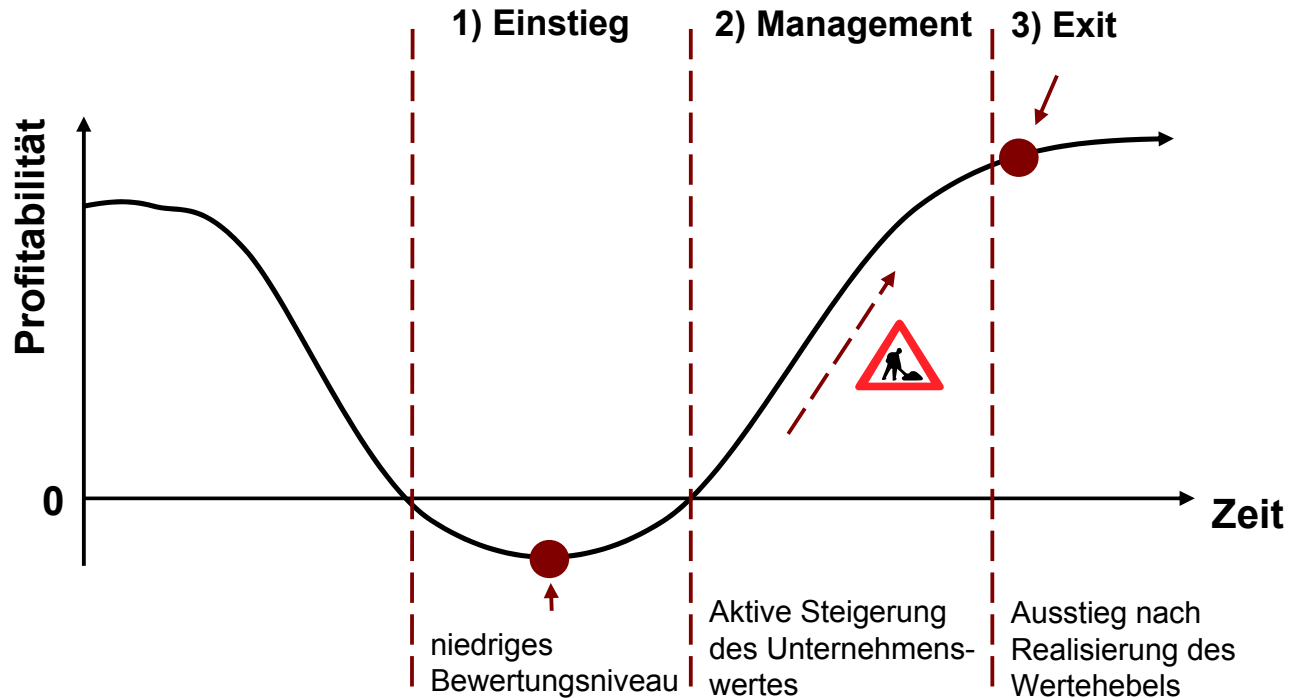 1) Einstieg
2) Management
3) Exit
Profitabilität
0
Zeit
niedriges
Bewertungsniveau
Aktive Steigerung
des Unternehmens-
wertes
Ausstieg nach
Realisierung des
Wertehebels